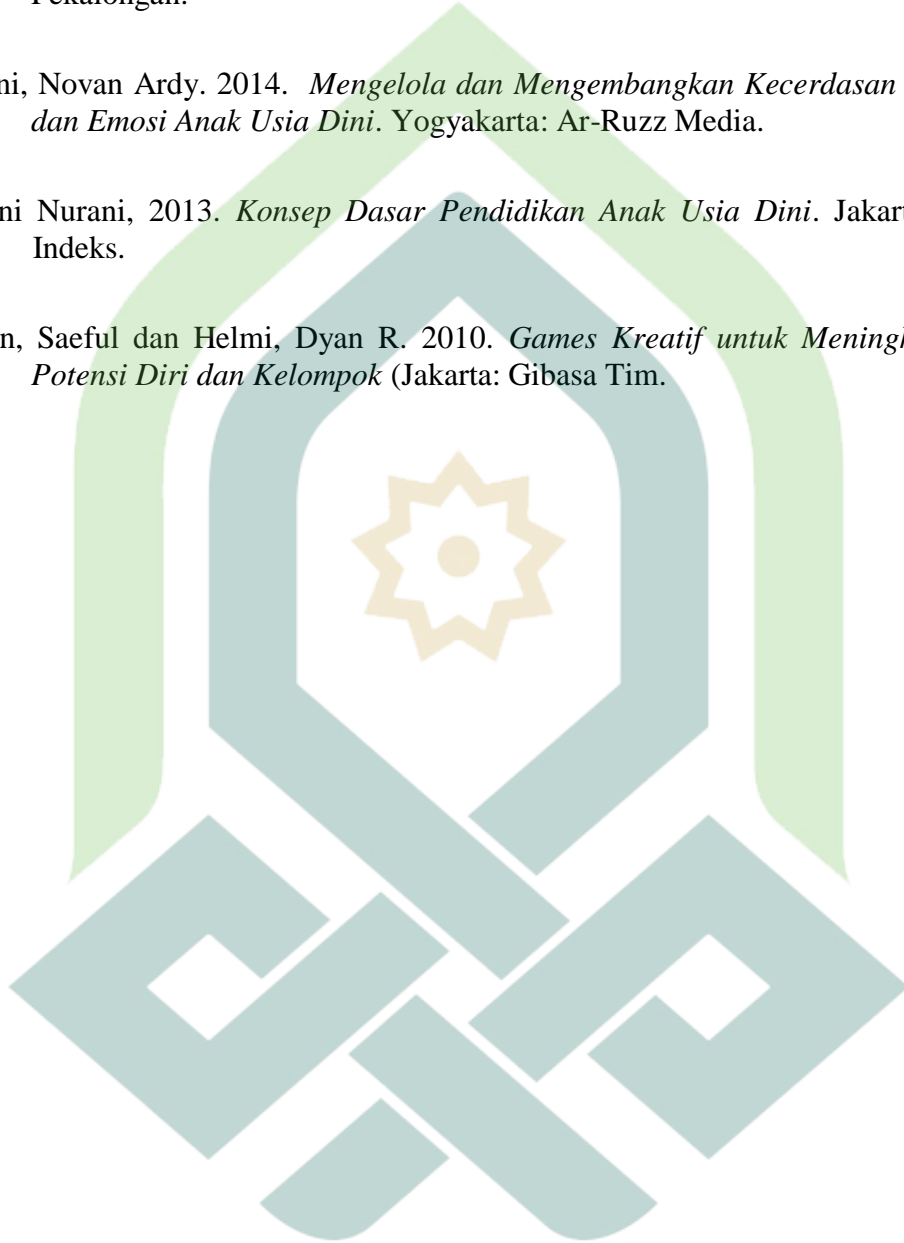 Pekalongan.
ni, Novan Ardy. 2014. Mengelola dan Mengembangkan Kecerdasan
dan Emosi Anak Usia Dini. Yogyakarta: Ar-Ruzz Media.
ni Nurani, 2013. Konsep Dasar Pendidikan Anak Usia Dini. Jakart
Indeks.
n, Saeful dan Helmi, Dyan R. 2010. Games Kreatif untuk Mening
Potensi Diri dan Kelompok (Jakarta: Gibasa Tim.